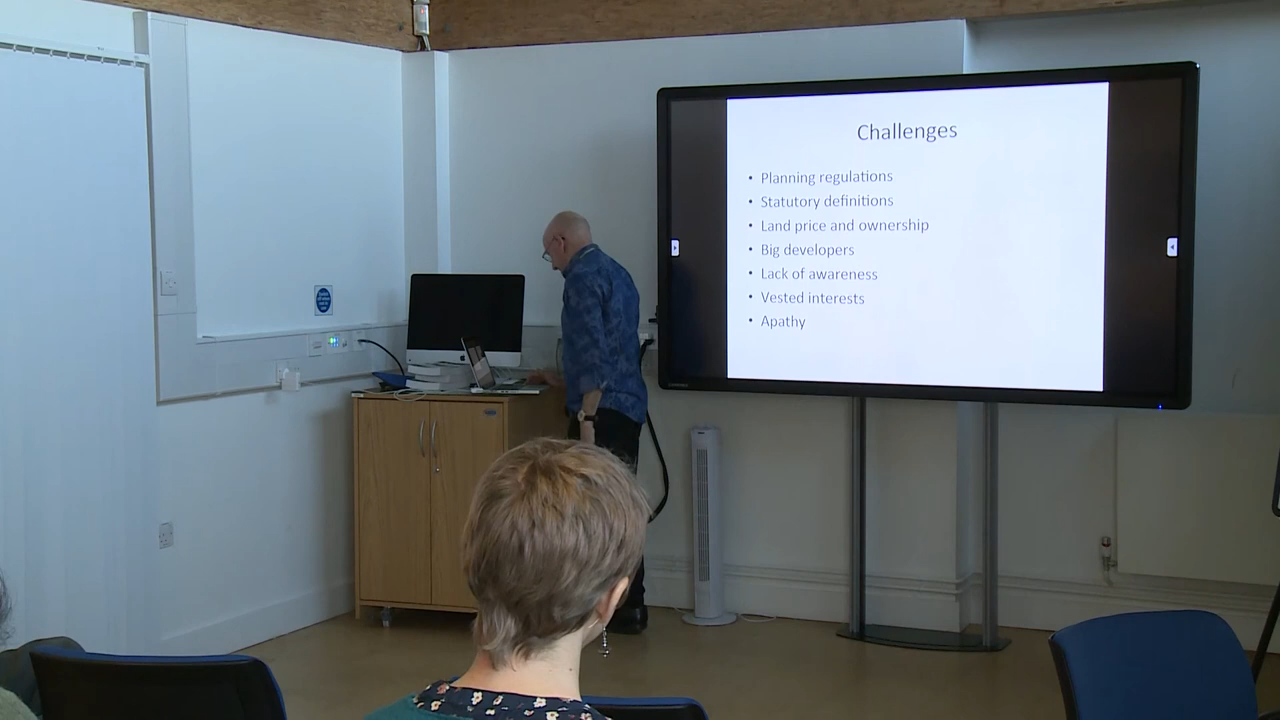 Challenges
• Planning regulations
• Statutory definitions
• Land price and ownership
• Big developers
• Lack of awareness
• Vested interests
• Apathy